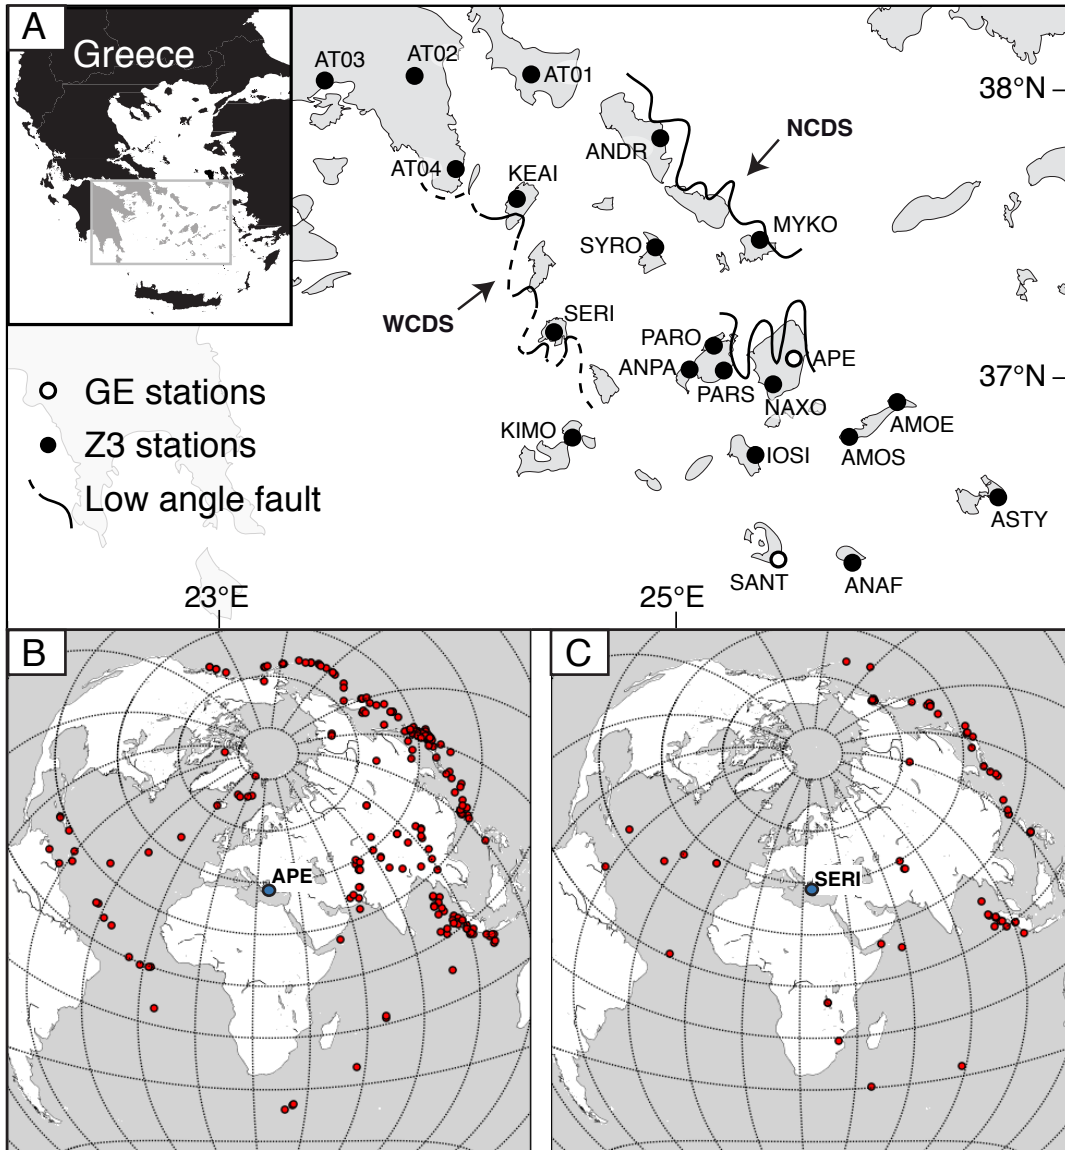 A
Greece
AT03
AT02
AT01
38°N
ANDR
NCDS
AT04
KEAI
MYKO
SYRO
WCDS
SERI
PARO
APE
ANPA
PARS
37°N
NAXO
GE stations
AMOE
KIMO
Z3 stations
IOSI
AMOS
Low angle fault
ASTY
SANT
ANAF
23°E
25°E
B
APE
C
SERI